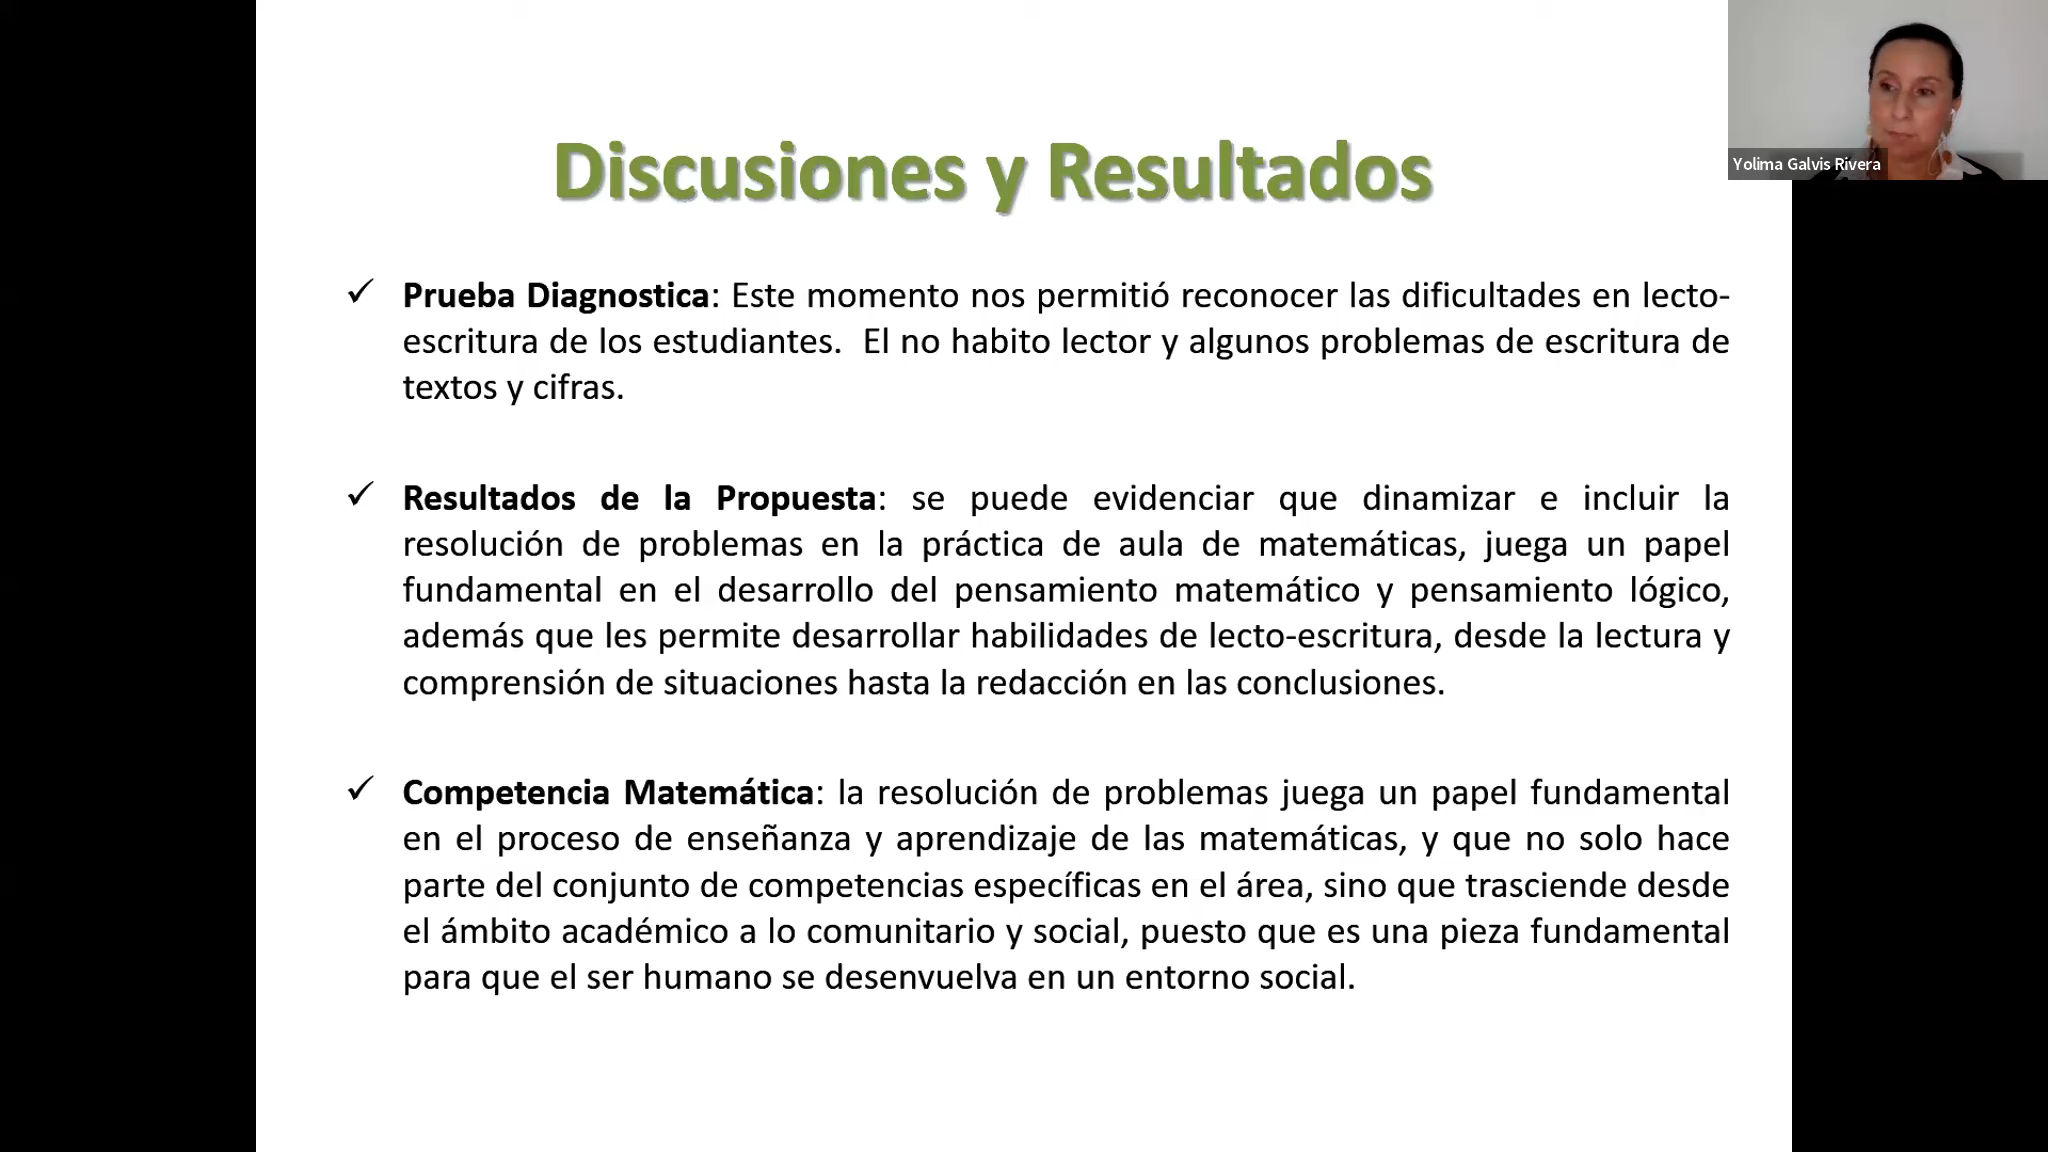 Discusiones y Resultados
Yolima Galvis Rivera
✓ Prueba Diagnostica: Este momento nos permitió reconocer las dificultades en lecto-
escritura de los estudiantes.  El no habito lector y algunos problemas de escritura de
textos y cifras.
✓ Resultados de la Propuesta: se puede evidenciar que dinamizar e incluir la
resolución de problemas en la práctica de aula de matemáticas, juega un papel
fundamental en el desarrollo del pensamiento matemático y pensamiento lógico,
además que les permite desarrollar habilidades de lecto-escritura, desde la lectura y
comprensión de situaciones hasta la redacción en las conclusiones.
✓ Competencia Matemática: la resolución de problemas juega un papel fundamental
en el proceso de enseñanza y aprendizaje de las matemáticas, y que no solo hace
parte del conjunto de competencias específicas en el área, sino que trasciende desde
el ámbito académico a lo comunitario y social, puesto que es una pieza fundamental
para que el ser humano se desenvuelva en un entorno social.